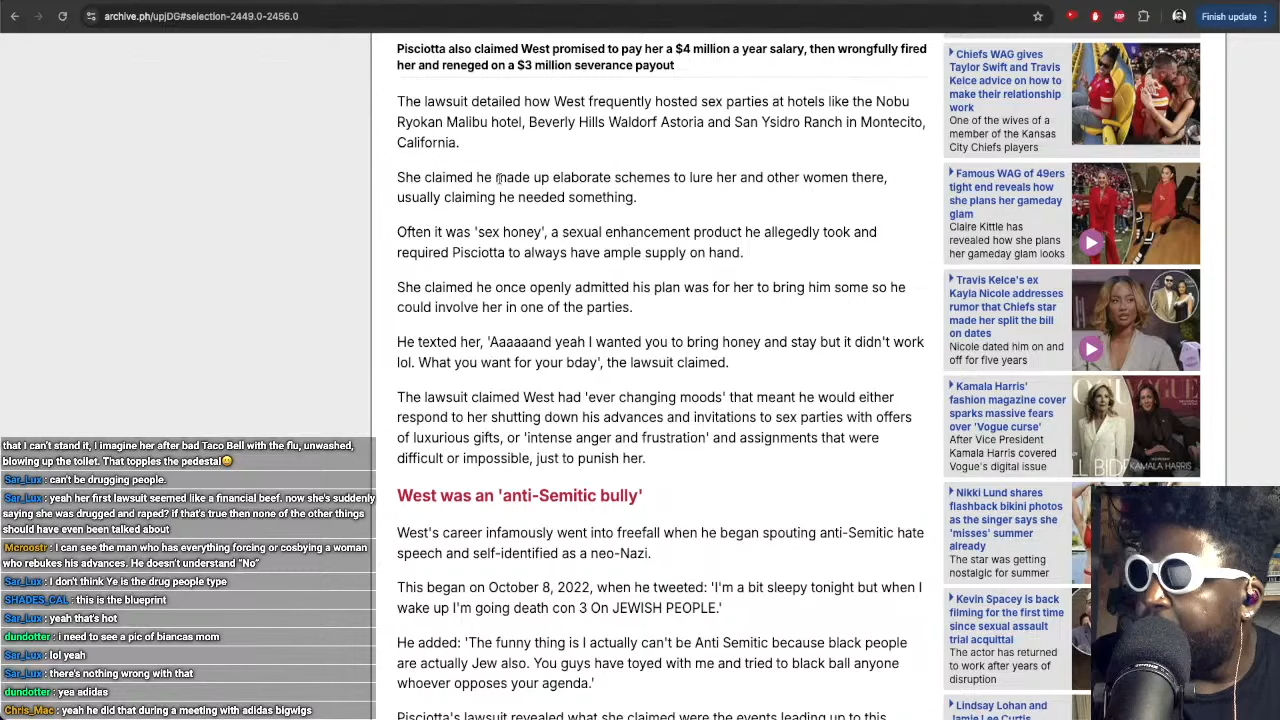 archive.ph/upjDG#selection-2449.0-2456.0
ADP
Finish update
Pisciotta also claimed West promised to pay her a $4 million a year salary, then wrongfully fired
her and reneged on a $3 million severance payout
The lawsuit detailed how West frequently hosted sex parties at hotels like the Nobu
Ryokan Malibu hotel, Beverly Hills Waldorf Astoria and San Ysidro Ranch in Montecito,
California.
She claimed he made up elaborate schemes to lure her and other women there,
usually claiming he needed something.
Often it was 'sex honey', a sexual enhancement product he allegedly took and
required Pisciotta to always have ample supply on hand.
She claimed he once openly admitted his plan was for her to bring him some so he
could involve her in one of the parties.
He texted her, 'Aaaaaand yeah I wanted you to bring honey and stay but it didn't work
lol. What you want for your bday', the lawsuit claimed.
The lawsuit claimed West had 'ever changing moods' that meant he would either
respond to her shutting down his advances and invitations to sex parties with offers
of luxurious gifts, or 'intense anger and frustration' and assignments that were
difficult or impossible, just to punish her.
West was an 'anti-Semitic bully'
West's career infamously went into freefall when he began spouting anti-Semitic hate
speech and self-identified as a neo-Nazi.
This began on October 8, 2022, when he tweeted: 'I'm a bit sleepy tonight but when I
wake up I'm going death con 3 On JEWISH PEOPLE.'
He added: 'The funny thing is I actually can't be Anti Semitic because black people
are actually Jew also. You guys have toyed with me and tried to black ball anyone
whoever opposes your agenda.'
Pisciotta's lawsuit revealed what she claimed were the events leading up to this
Chiefs WAG gives
Taylor Swift and Travis
Kelce advice on how to
make their relationship
work
One of the wives of a
member of the Kansas
City Chiefs players
Famous WAG of 49ers
tight end reveals how
she plans her gameday
glam
Claire Kittle has
revealed how she plans
her gameday glam looks
Travis Kelce's ex
Kayla Nicole addresses
rumor that Chiefs star
made her split the bill
on dates
Nicole dated him on and
off for five years
Kamala Harris'
fashion magazine cover
sparks massive fears
over 'Vogue curse'
After Vice President
Kamala Harris covered
Vogue's digital issue
Nikki Lund shares
flashback bikini photos
as the singer says she
'misses' summer
already
The star was getting
nostalgic for summer
Kevin Spacey is back
filming for the first time
since sexual assault
trial acquittal
The actor has returned
to work after years of
disruption
Lindsay Lohan and
Jamie Lee Curtis
that I can't stand it, I imagine her after bad Taco Bell with the flu, unwashed,
blowing up the toilet. That topples the pedestal😄
Sar_Lux : can't be drugging people.
Sar_Lux : yeah her first lawsuit seemed like a financial beef. now she's suddenly
saying she was drugged and raped? if that's true then none of the other things
should have even been talked about
Mcroostr : I can see the man who has everything forcing or cosbying a woman
who rebukes his advances. He doesn't understand "No"
Sar_Lux : I don't think Ye is the drug people type
SHADES_CAL : this is the blueprint
Sar_Lux : yeah that's hot
dundotter : i need to see a pic of biancas mom
Sar_Lux : lol yeah
Sar_Lux : there's nothing wrong with that
dundotter : yea adidas
Chris_Mac : yeah he did that during a meeting with adidas bigwigs